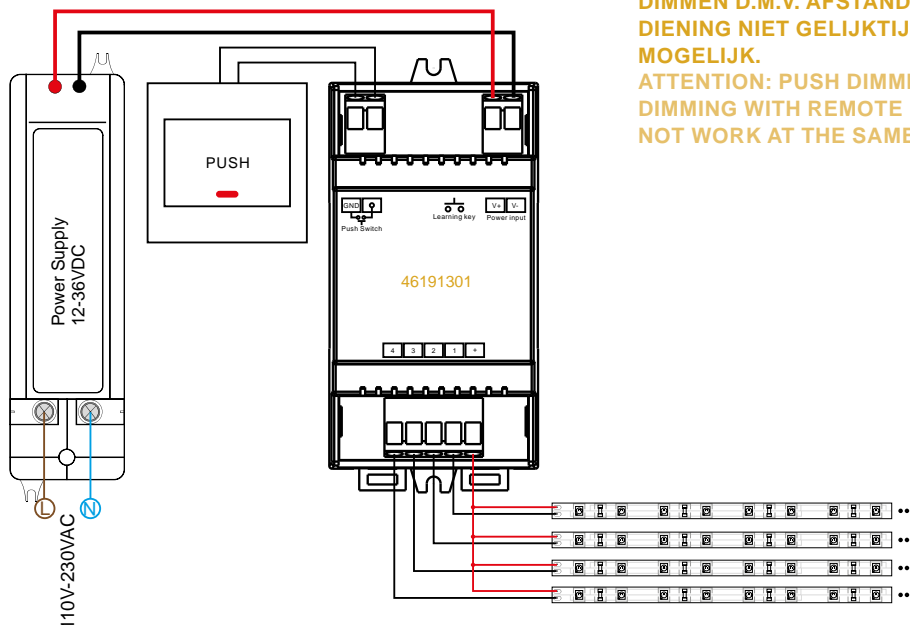 DIMMEN D.M.V. AFSTAND
DIENING NIET GELIJKTIJ
MOGELIJK.
ATTENTION: PUSH DIMM
DIMMING WITH REMOTE
NOT WORK AT THE SAME
PUSH
Power Supply
12-36VDC
GND
Push Switch
Learning key
V+ V-
Power input
46191301
4 3 2 1 +
L N
110V-230VAC